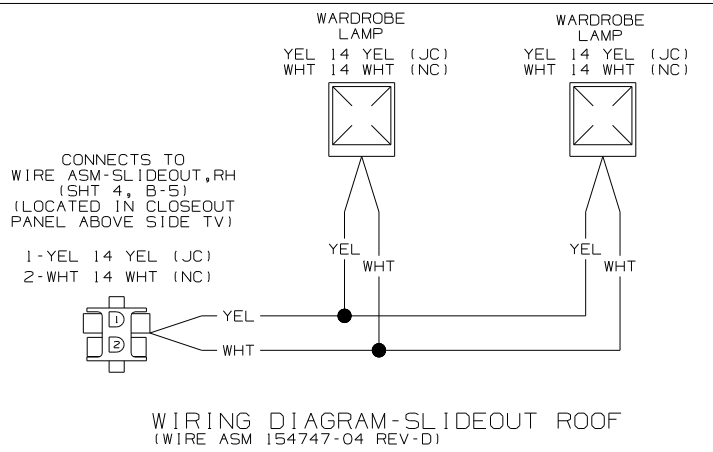 WARDROBE
LAMP
YEL 14 YEL (JC)
WHT 14 WHT (NC)
WARDROBE
LAMP
YEL 14 YEL (JC)
WHT 14 WHT (NC)
CONNECTS TO
WIRE ASM-SLIDEOUT,RH
(SHT 4, B-5)
(LOCATED IN CLOSEOUT
PANEL ABOVE SIDE TV)
1-YEL 14 YEL (JC)
2-WHT 14 WHT (NC)
YEL
WHT
YEL
WHT
1
YEL
2
WHT
WIRING DIAGRAM-SLIDEOUT ROOF
(WIRE ASM 154747-04 REV-D)